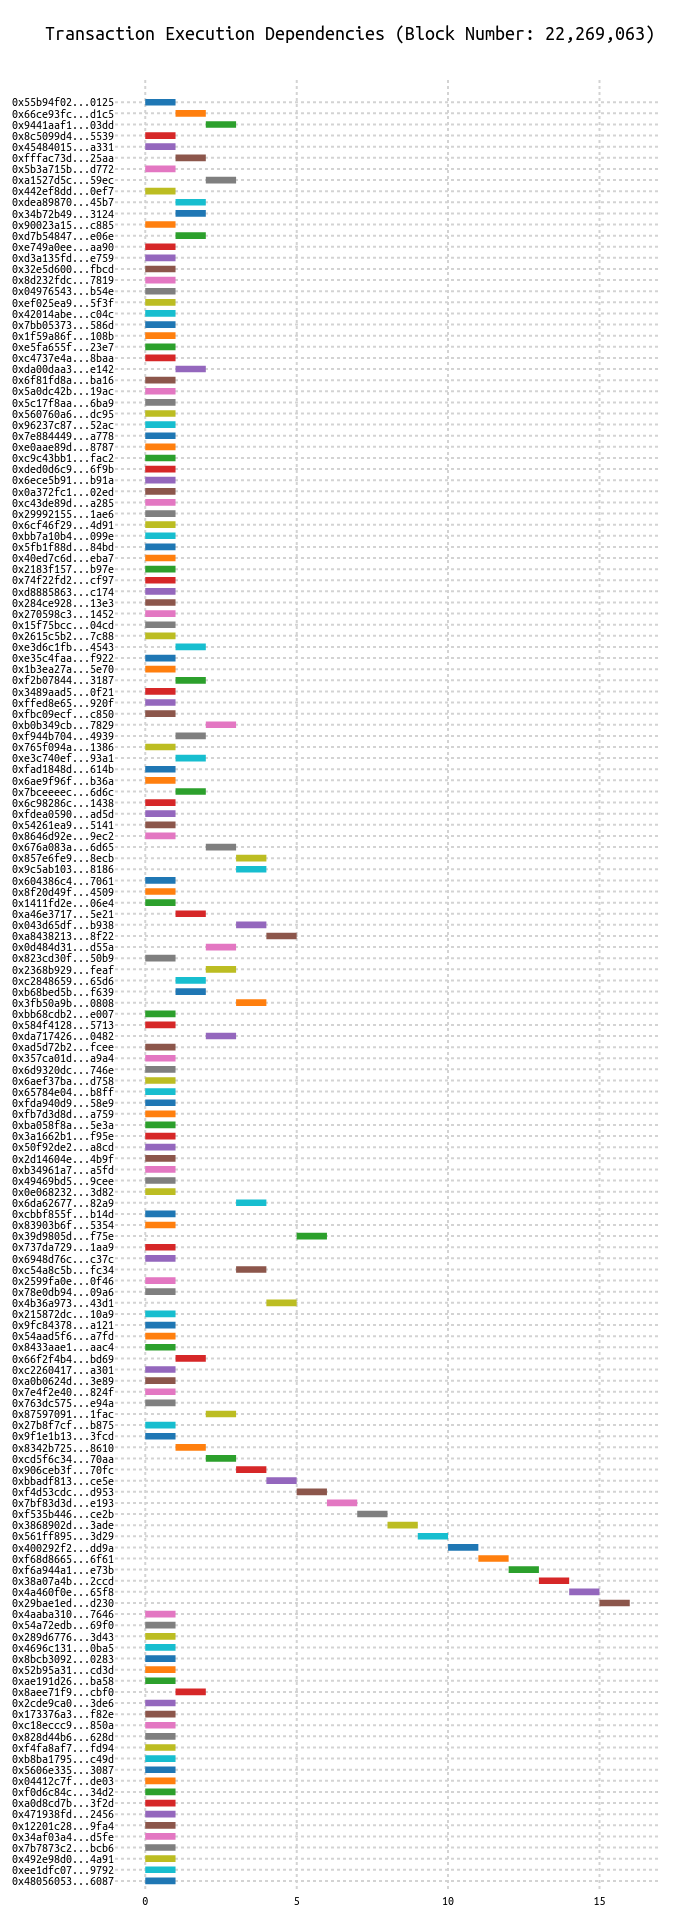 Transaction Execution Dependencies (Block Number: 22,269,063)
0x55b94f02...0125
0x66ce93fc...d1c5
0x9441aaf1...03dd
0x8c5099d4...5539
0x45484015...a331
0xfffac73d...25aa
0x5b3a715b...d772
0xa1527d5c...59ec
0x442ef8dd...0ef7
0xdea89870...45b7
0x34b72b49...3124
0x90023a15...c885
0xd7b54847...e06e
0xe749a0ee...aa90
0xd3a135fd...e759
0x32e5d600...fbcd
0x8d232fdc...7819
0x04976543...b54e
0xef025ea9...5f3f
0x42014abe...c04c
0x7bb05373...586d
0x1f59a86f...108b
0xe5fa655f...23e7
0xc4737e4a...8baa
0xda00daa3...e142
0x6f81fd8a...ba16
0x5a0dc42b...19ac
0x5c17f8aa...6ba9
0x560760a6...dc95
0x96237c87...52ac
0x7e884449...a778
0xe0aae89d...8787
0xc9c43bb1...fac2
0xded0d6c9...6f9b
0x6ece5b91...b91a
0x0a372fc1...02ed
0xc43de89d...a285
0x29992155...1ae6
0x6cf46f29...4d91
0xbb7a10b4...099e
0x5fb1f88d...84bd
0x40ed7c6d...eba7
0x2183f157...b97e
0x74f22fd2...cf97
0xd8885863...c174
0x284ce928...13e3
0x270598c3...1452
0x15f75bcc...04cd
0x2615c5b2...7c88
0xe3d6c1fb...4543
0xe35c4faa...f922
0x1b3ea27a...5e70
0xf2b07844...3187
0x3489aad5...0f21
0xffed8e65...920f
0xfbc09ecf...c850
0xb0b349cb...7829
0xf944b704...4939
0x765f094a...1386
0xe3c740ef...93a1
0xfad1848d...614b
0x6ae9f96f...b36a
0x7bceeeec...6d6c
0x6c98286c...1438
0xfdea0590...ad5d
0x54261ea9...5141
0x8646d92e...9ec2
0x676a083a...6d65
0x857e6fe9...8ecb
0x9c5ab103...8186
0x604386c4...7061
0x8f20d49f...4509
0x1411fd2e...06e4
0xa46e3717...5e21
0x043d65df...b938
0xa8438213...8f22
0x0d484d31...d55a
0x823cd30f...50b9
0x2368b929...feaf
0xc2848659...65d6
0xb68bed5b...f639
0x3fb50a9b...0808
0xbb68cdb2...e007
0x584f4128...5713
0xda717426...0482
0xad5d72b2...fcee
0x357ca01d...a9a4
0x6d9320dc...746e
0x6aef37ba...d758
0x65784e04...b8ff
0xfda940d9...58e9
0xfb7d3d8d...a759
0xba058f8a...5e3a
0x3a1662b1...f95e
0x50f92de2...a8cd
0x2d14604e...4b9f
0xb34961a7...a5fd
0x49469bd5...9cee
0x0e068232...3d82
0x6da62677...82a9
0xcbbf855f...b14d
0x83903b6f...5354
0x39d9805d...f75e
0x737da729...1aa9
0x6948d76c...c37c
0xc54a8c5b...fc34
0x2599fa0e...0f46
0x78e0db94...09a6
0x4b36a973...43d1
0x215872dc...10a9
0x9fc84378...a121
0x54aad5f6...a7fd
0x8433aae1...aac4
0x66f2f4b4...bd69
0xc2260417...a301
0xa0b0624d...3e89
0x7e4f2e40...824f
0x763dc575...e94a
0x87597091...1fac
0x27b8f7cf...b875
0x9f1e1b13...3fcd
0x8342b725...8610
0xcd5f6c34...70aa
0x906ceb3f...70fc
0xbbadf813...ce5e
0xf4d53cdc...d953
0x7bf83d3d...e193
0xf535b446...ce2b
0x3868902d...3ade
0x561ff895...3d29
0x400292f2...dd9a
0xf68d8665...6f61
0xf6a944a1...e73b
0x38a07a4b...2ccd
0x4a460f0e...65f8
0x29bae1ed...d230
0x4aaba310...7646
0x54a72edb...69f0
0x289d6776...3d43
0x4696c131...0ba5
0x8bcb3092...0283
0x52b95a31...cd3d
0xae191d26...ba58
0x8aee71f9...cbf0
0x2cde9ca0...3de6
0x173376a3...f82e
0xc18eccc9...850a
0x828d44b6...628d
0xf4fa8af7...fd94
0xb8ba1795...c49d
0x5606e335...3087
0x04412c7f...de03
0xf0d6c84c...34d2
0xa0d8cd7b...3f2d
0x471938fd...2456
0x12201c28...9fa4
0x34af03a4...d5fe
0x7b7873c2...bcb6
0x492e98d0...4a91
0xee1dfc07...9792
0x48056053...6087
0 5 10 15